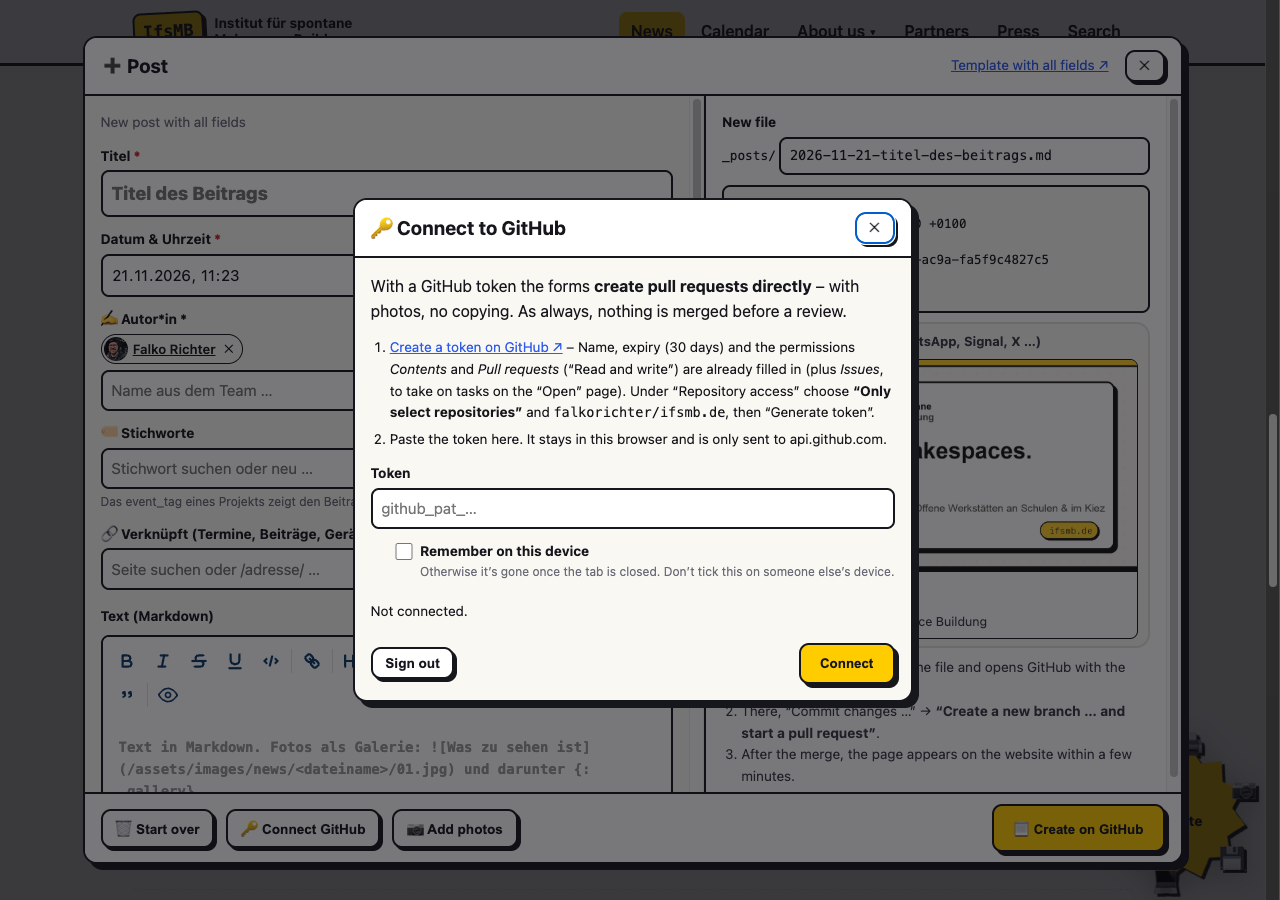 IfsMB
Institut für spontane
News
Calendar
About us ▾
Partners
Press
Search
➕ Post
Template with all fields ↗
×
New post with all fields
Titel *
Titel des Beitrags
Datum & Uhrzeit *
21.11.2026, 11:23
✍️ Autor*in *
Falko Richter ×
Name aus dem Team ...
Stichworte
Stichwort suchen oder neu ...
Das event_tag eines Projekts zeigt den Beitra
🔗 Verknüpft (Termine, Beiträge, Gerä
Seite suchen oder /adresse/ ...
Text (Markdown)
B I S U </> H
Text in Markdown. Fotos als Galerie: ![Was zu sehen ist]
(/assets/images/news/<dateiname>/01.jpg) und darunter {:
.gallery}
New file
_posts/ 2026-11-21-titel-des-beitrags.md
+0100
-ac9a-fa5f9c4827c5
tsApp, Signal, X ...)
akespaces.
Offene Werkstätten an Schulen & im Kiez
ifsmb.de
ce Buildung
he file and opens GitHub with the
2. There, “Commit changes ...” → “Create a new branch ... and
start a pull request”.
3. After the merge, the page appears on the website within a few
minutes.
🔑 Connect to GitHub
×
With a GitHub token the forms create pull requests directly – with
photos, no copying. As always, nothing is merged before a review.
1. Create a token on GitHub ↗ – Name, expiry (30 days) and the permissions
Contents and Pull requests (“Read and write”) are already filled in (plus Issues,
to take on tasks on the “Open” page). Under “Repository access” choose “Only
select repositories” and falkorichter/ifsmb.de, then “Generate token”.
2. Paste the token here. It stays in this browser and is only sent to api.github.com.
Token
github_pat_...
Remember on this device
Otherwise it’s gone once the tab is closed. Don’t tick this on someone else’s device.
Not connected.
Sign out
Connect
🗑️ Start over
🔑 Connect GitHub
📷 Add photos
Create on GitHub
te